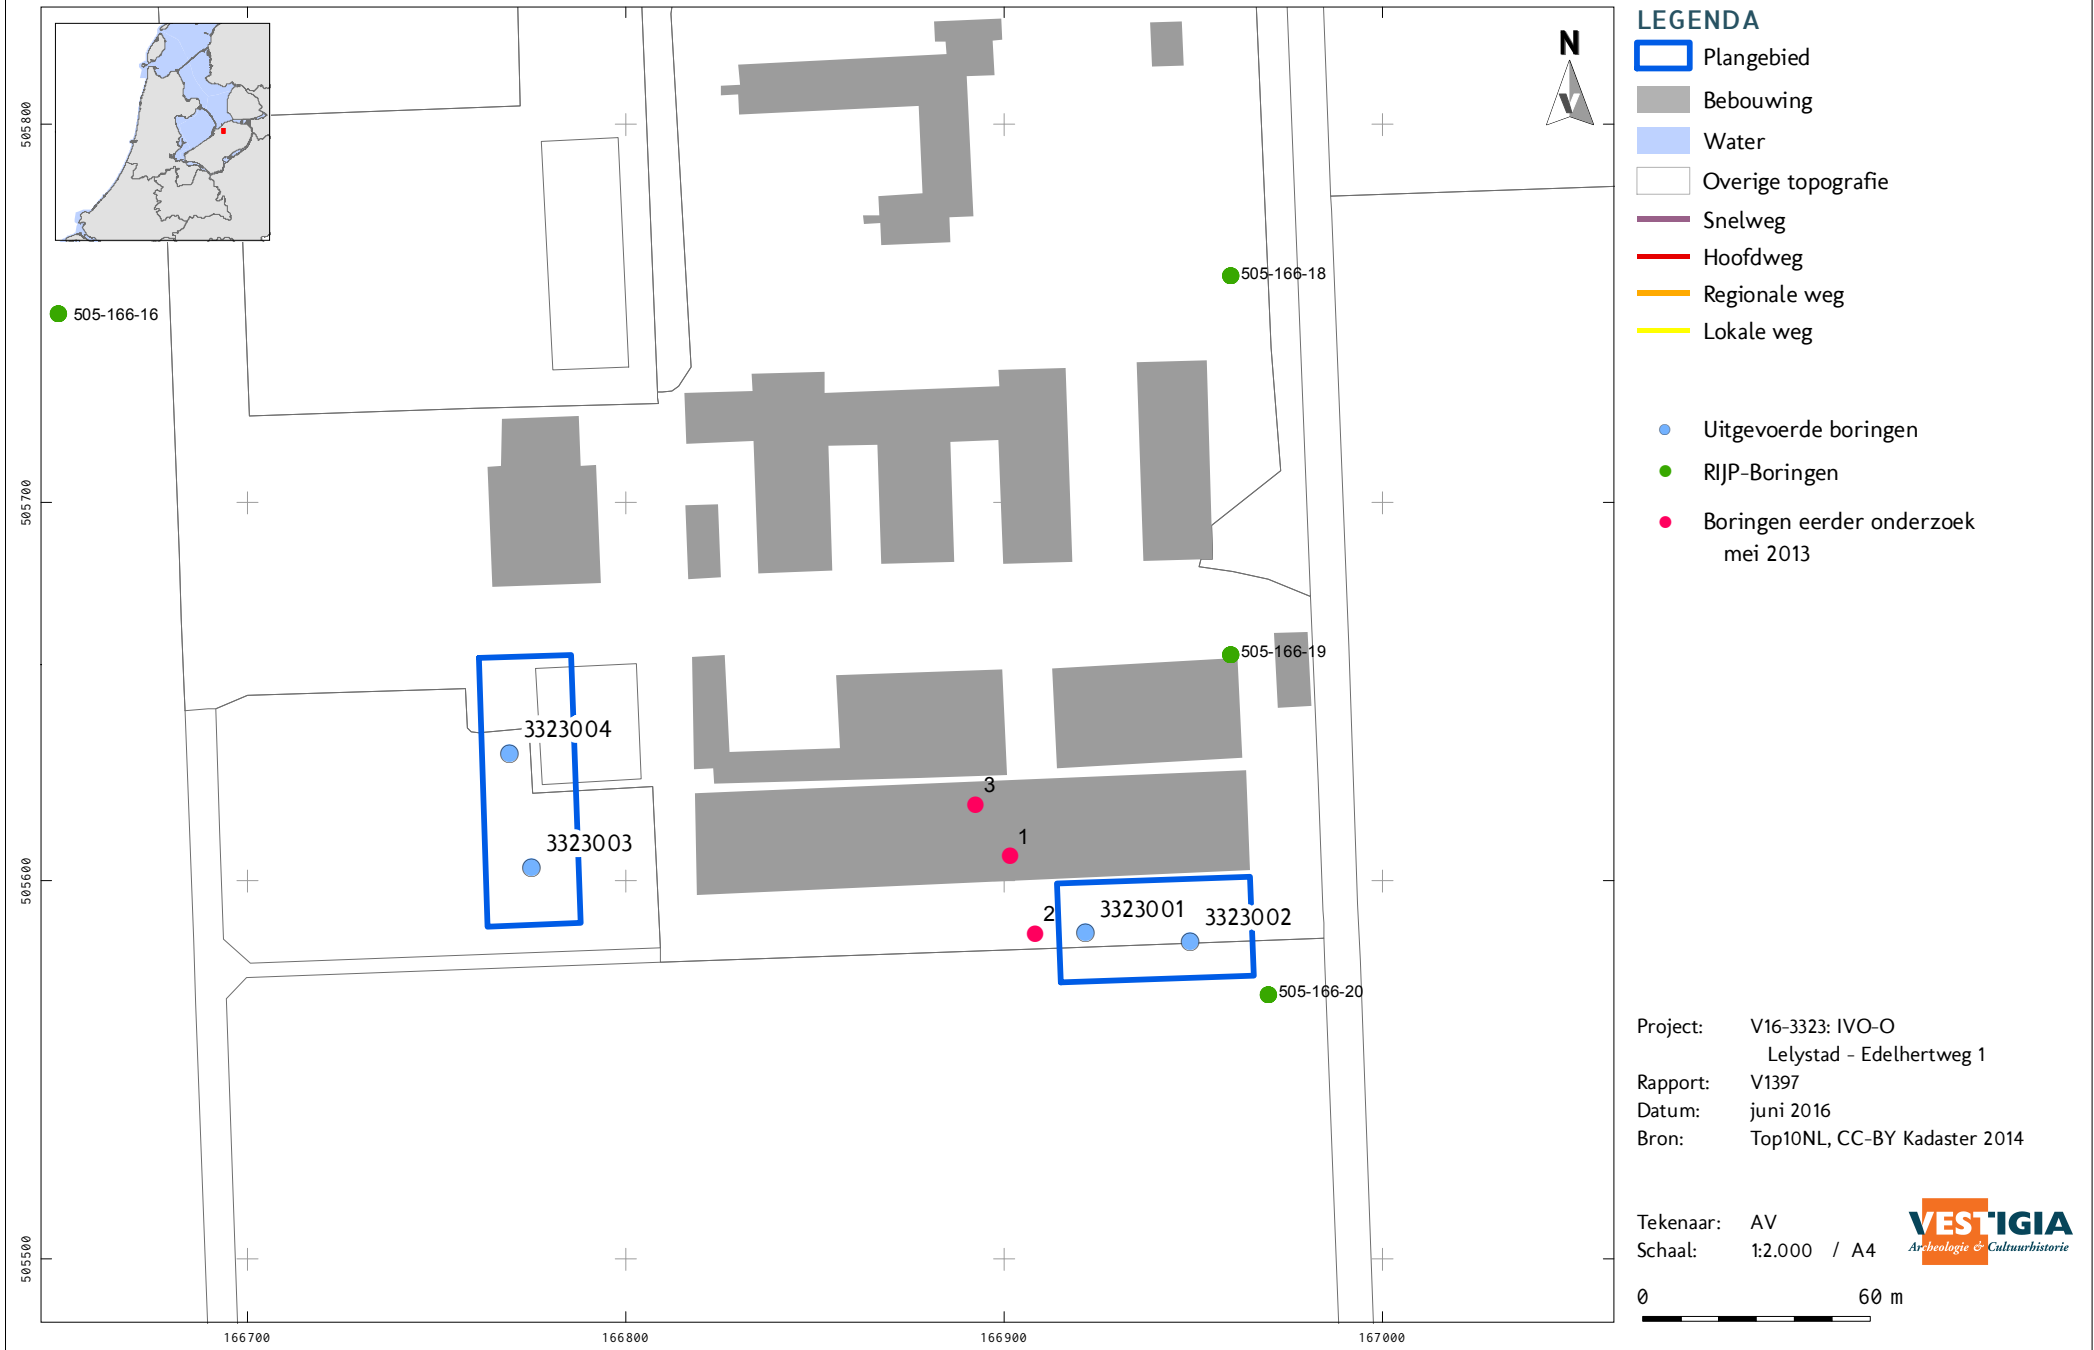 LEGENDA
Plangebied
Bebouwing
Water
Overige topografie
Snelweg
Hoofdweg
Regionale weg
Lokale weg
Uitgevoerde boringen
RIJP-Boringen
Boringen eerder onderzoek
mei 2013
N
505800
505700
505600
505500
166700
166800
166900
167000
505-166-16
505-166-18
505-166-19
505-166-20
3323004
3323003
3
1
2
3323001
3323002
Project: V16-3323: IVO-O
Lelystad - Edelhertweg 1
Rapport: V1397
Datum: juni 2016
Bron: Top10NL, CC-BY Kadaster 2014
Tekenaar: AV
Schaal: 1:2.000 / A4
VESTIGIA
Archeologie & Cultuurhistorie
0 60 m